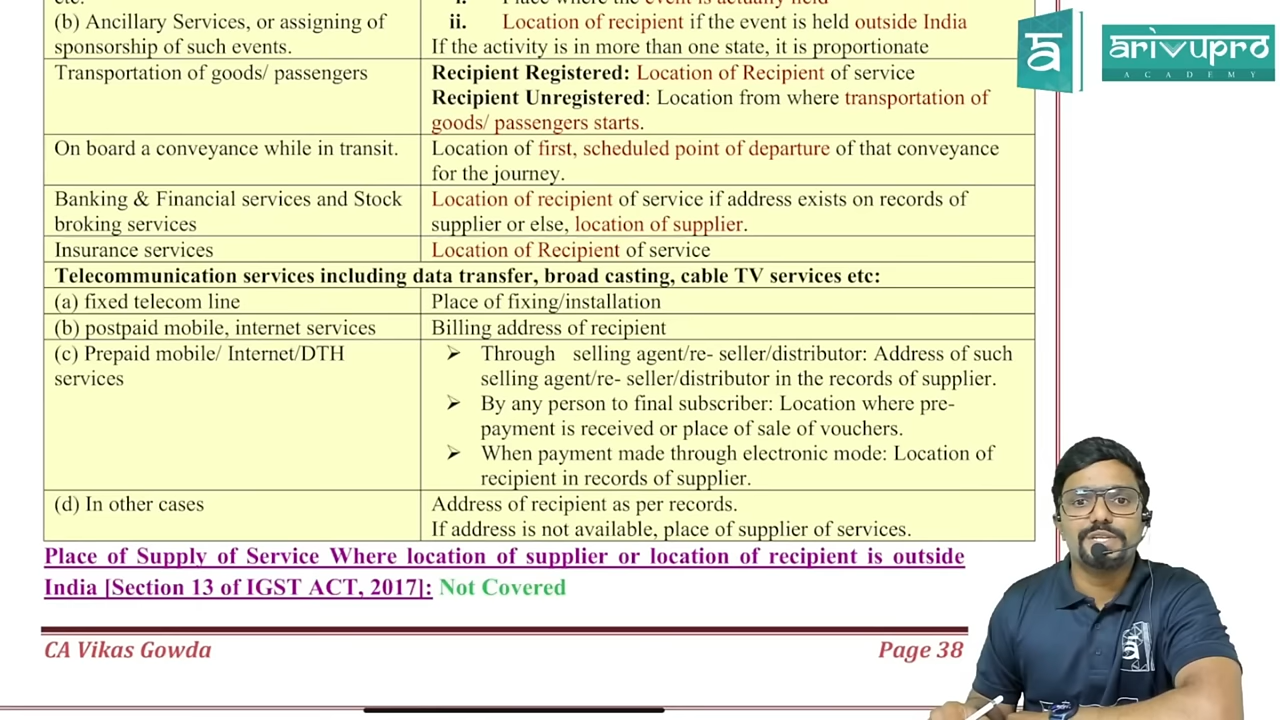 etc.
i. Place where the event is actually held
(b) Ancillary Services, or assigning of
sponsorship of such events.
ii. Location of recipient if the event is held outside India
If the activity is in more than one state, it is proportionate
Transportation of goods/ passengers
Recipient Registered: Location of Recipient of service
Recipient Unregistered: Location from where transportation of
goods/ passengers starts.
On board a conveyance while in transit.
Location of first, scheduled point of departure of that conveyance
for the journey.
Banking & Financial services and Stock
broking services
Location of recipient of service if address exists on records of
supplier or else, location of supplier.
Insurance services
Location of Recipient of service
Telecommunication services including data transfer, broad casting, cable TV services etc:
(a) fixed telecom line
Place of fixing/installation
(b) postpaid mobile, internet services
Billing address of recipient
(c) Prepaid mobile/ Internet/DTH
services
➢ Through selling agent/re- seller/distributor: Address of such
selling agent/re- seller/distributor in the records of supplier.
➢ By any person to final subscriber: Location where pre-
payment is received or place of sale of vouchers.
➢ When payment made through electronic mode: Location of
recipient in records of supplier.
(d) In other cases
Address of recipient as per records.
If address is not available, place of supplier of services.
Place of Supply of Service Where location of supplier or location of recipient is outside
India [Section 13 of IGST ACT, 2017]: Not Covered
CA Vikas Gowda
Page 38
arivupro
ACADEMY